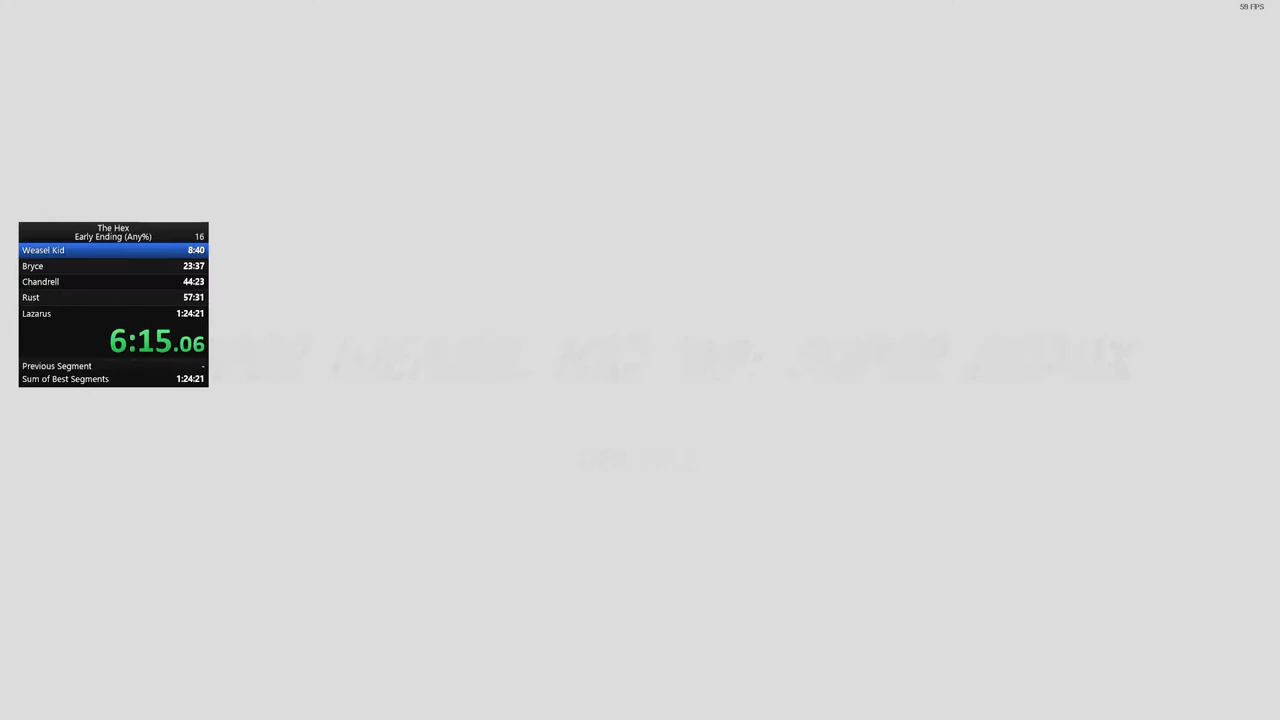 59 FPS
The Hex
Early Ending (Any%) 16
Weasel Kid 8:40
Bryce 23:37
Chandrell 44:23
Rust 57:31
Lazarus 1:24:21
6:15.06
Previous Segment -
Sum of Best Segments 1:24:21